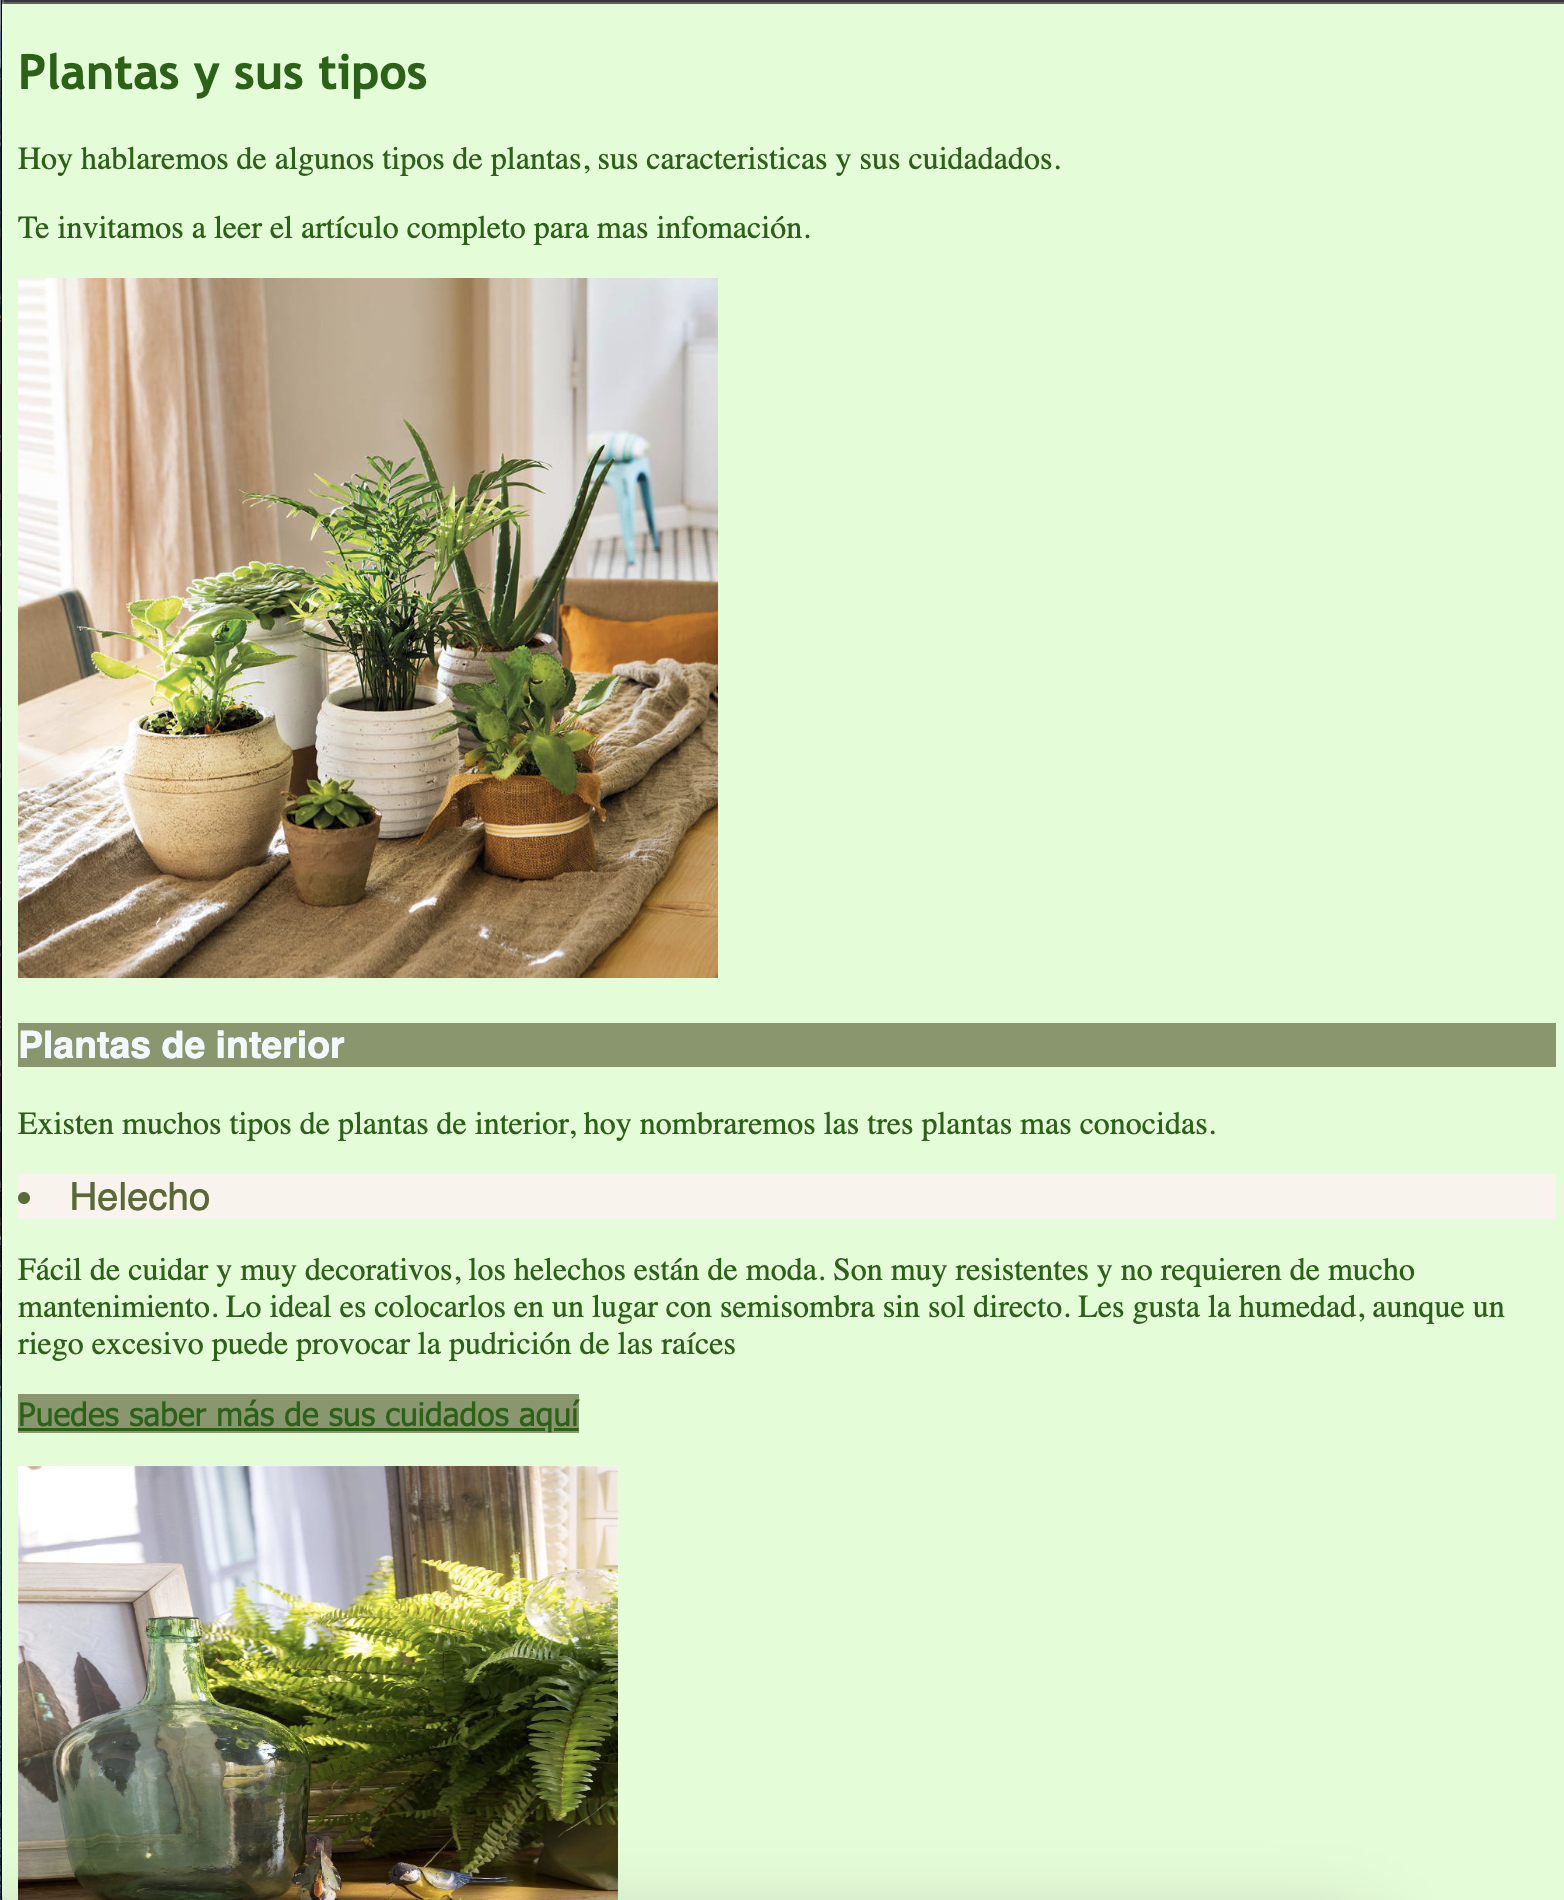 Plantas y sus tipos
Hoy hablaremos de algunos tipos de plantas, sus caracteristicas y sus cuidadados.
Te invitamos a leer el artículo completo para mas infomación.
Plantas de interior
Existen muchos tipos de plantas de interior, hoy nombraremos las tres plantas mas conocidas.
• Helecho
Fácil de cuidar y muy decorativos, los helechos están de moda. Son muy resistentes y no requieren de mucho
mantenimiento. Lo ideal es colocarlos en un lugar con semisombra sin sol directo. Les gusta la humedad, aunque un
riego excesivo puede provocar la pudrición de las raíces
Puedes saber más de sus cuidados aquí